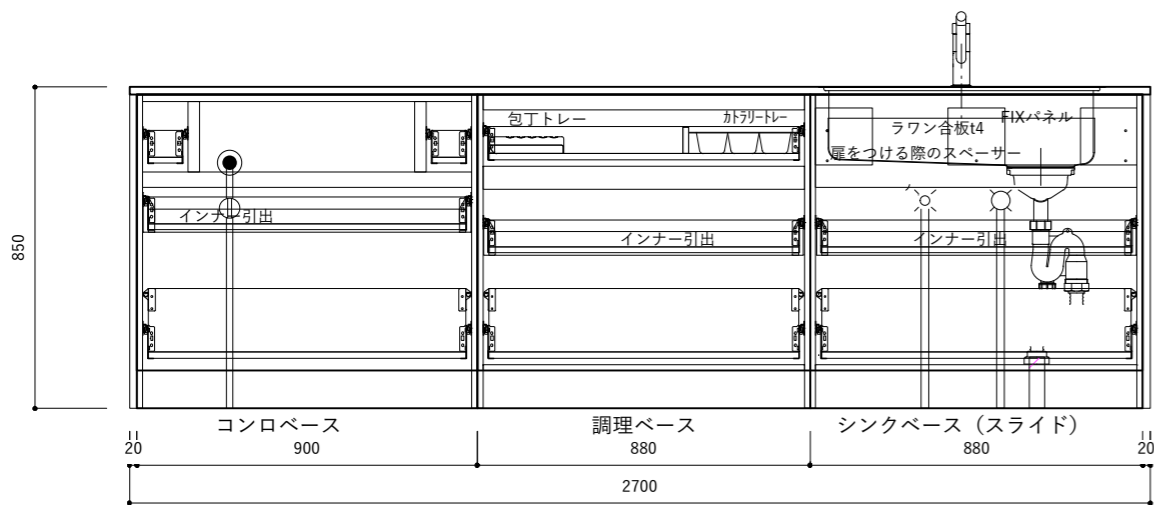 包丁トレー
カトラリートレー
ラワン合板t4
FIXパネル
扉をつける際のスペーサー
インナー引出
インナー引出
インナー引出
850
コンロベース
調理ベース
シンクベース（スライド）
20
900
880
880
20
2700